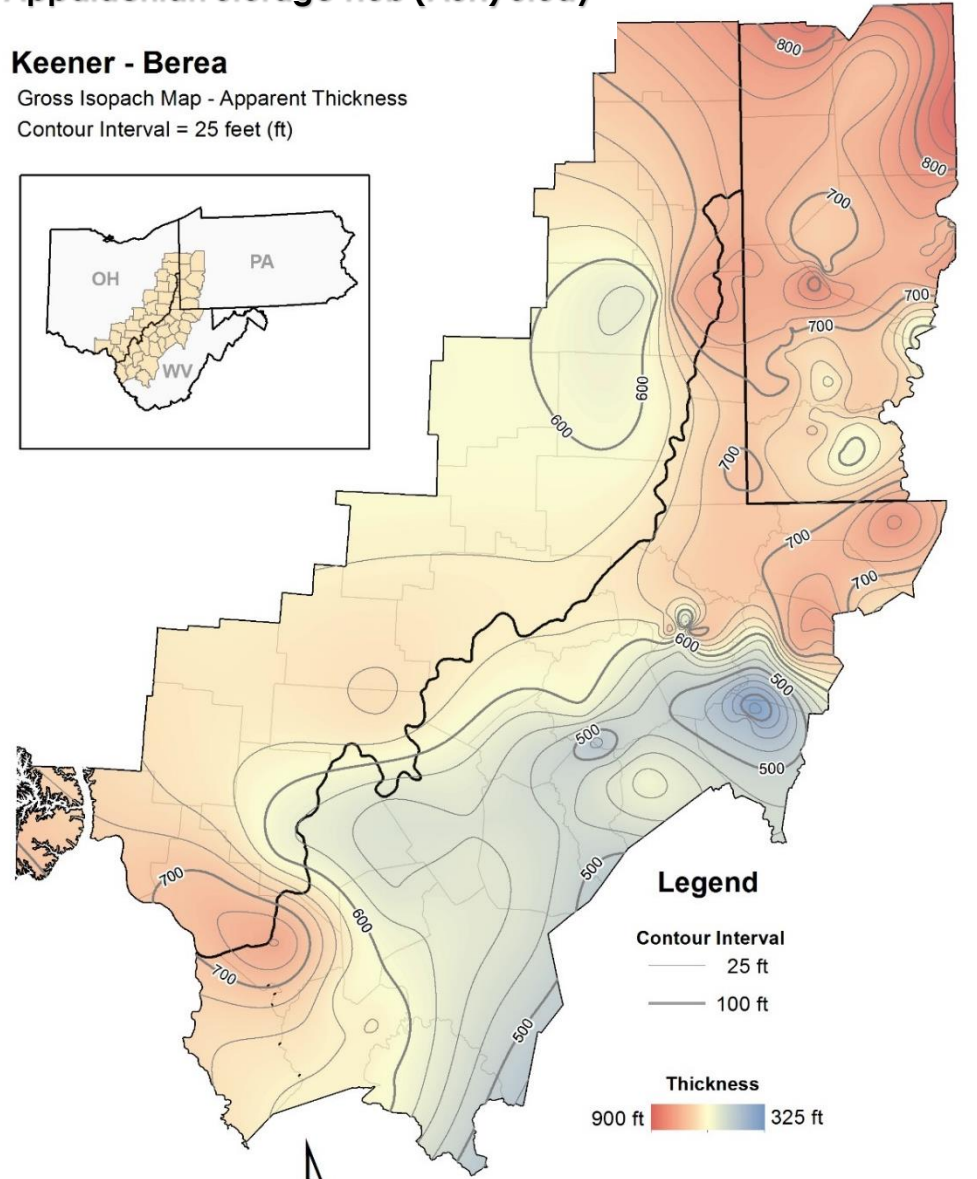 Keener - Berea
Gross Isopach Map - Apparent Thickness
Contour Interval = 25 feet (ft)
OH
PA
WV
800
800
700
700
700
600
600
700
700
700
600
500
500
500
500
700
600
700
500
Legend
Contour Interval
25 ft
100 ft
Thickness
900 ft
325 ft